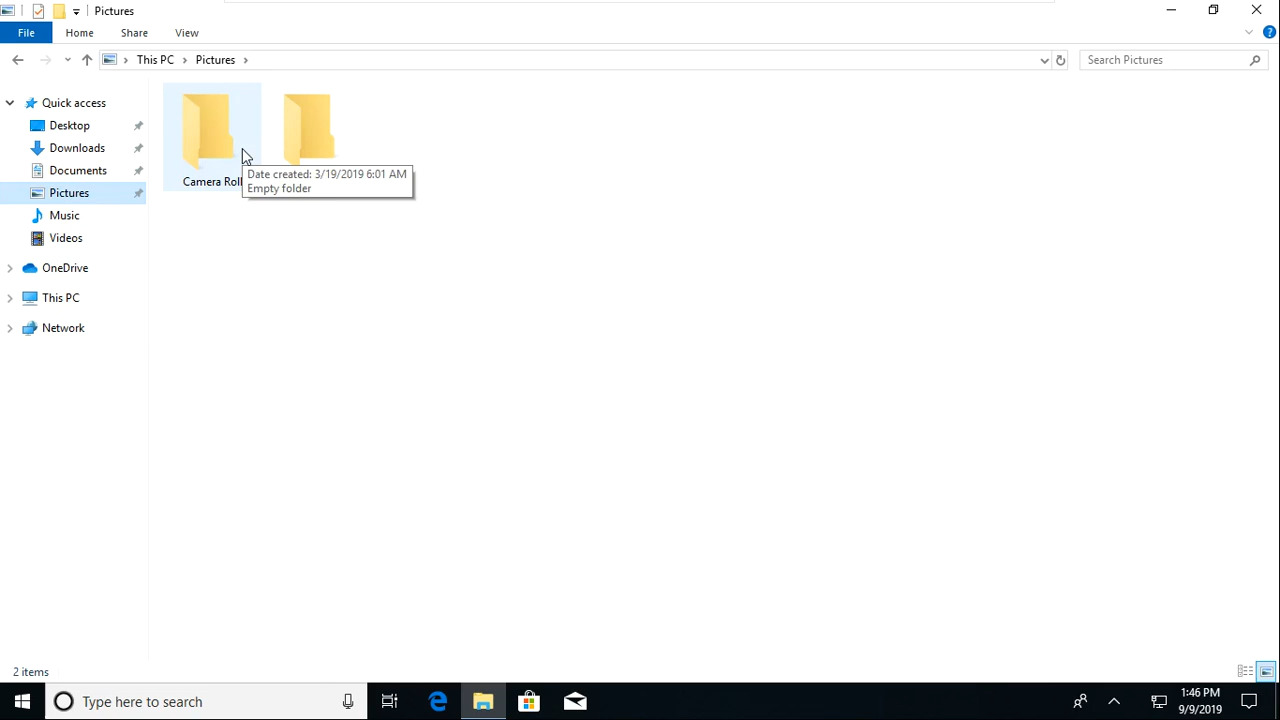 Pictures
File Home Share View
This PC Pictures
Search Pictures
Quick access
Desktop
Downloads
Documents
Pictures
Music
Videos
OneDrive
This PC
Network
Camera Roll
Date created: 3/19/2019 6:01 AM
Empty folder
2 items
Type here to search
1:46 PM
9/9/2019